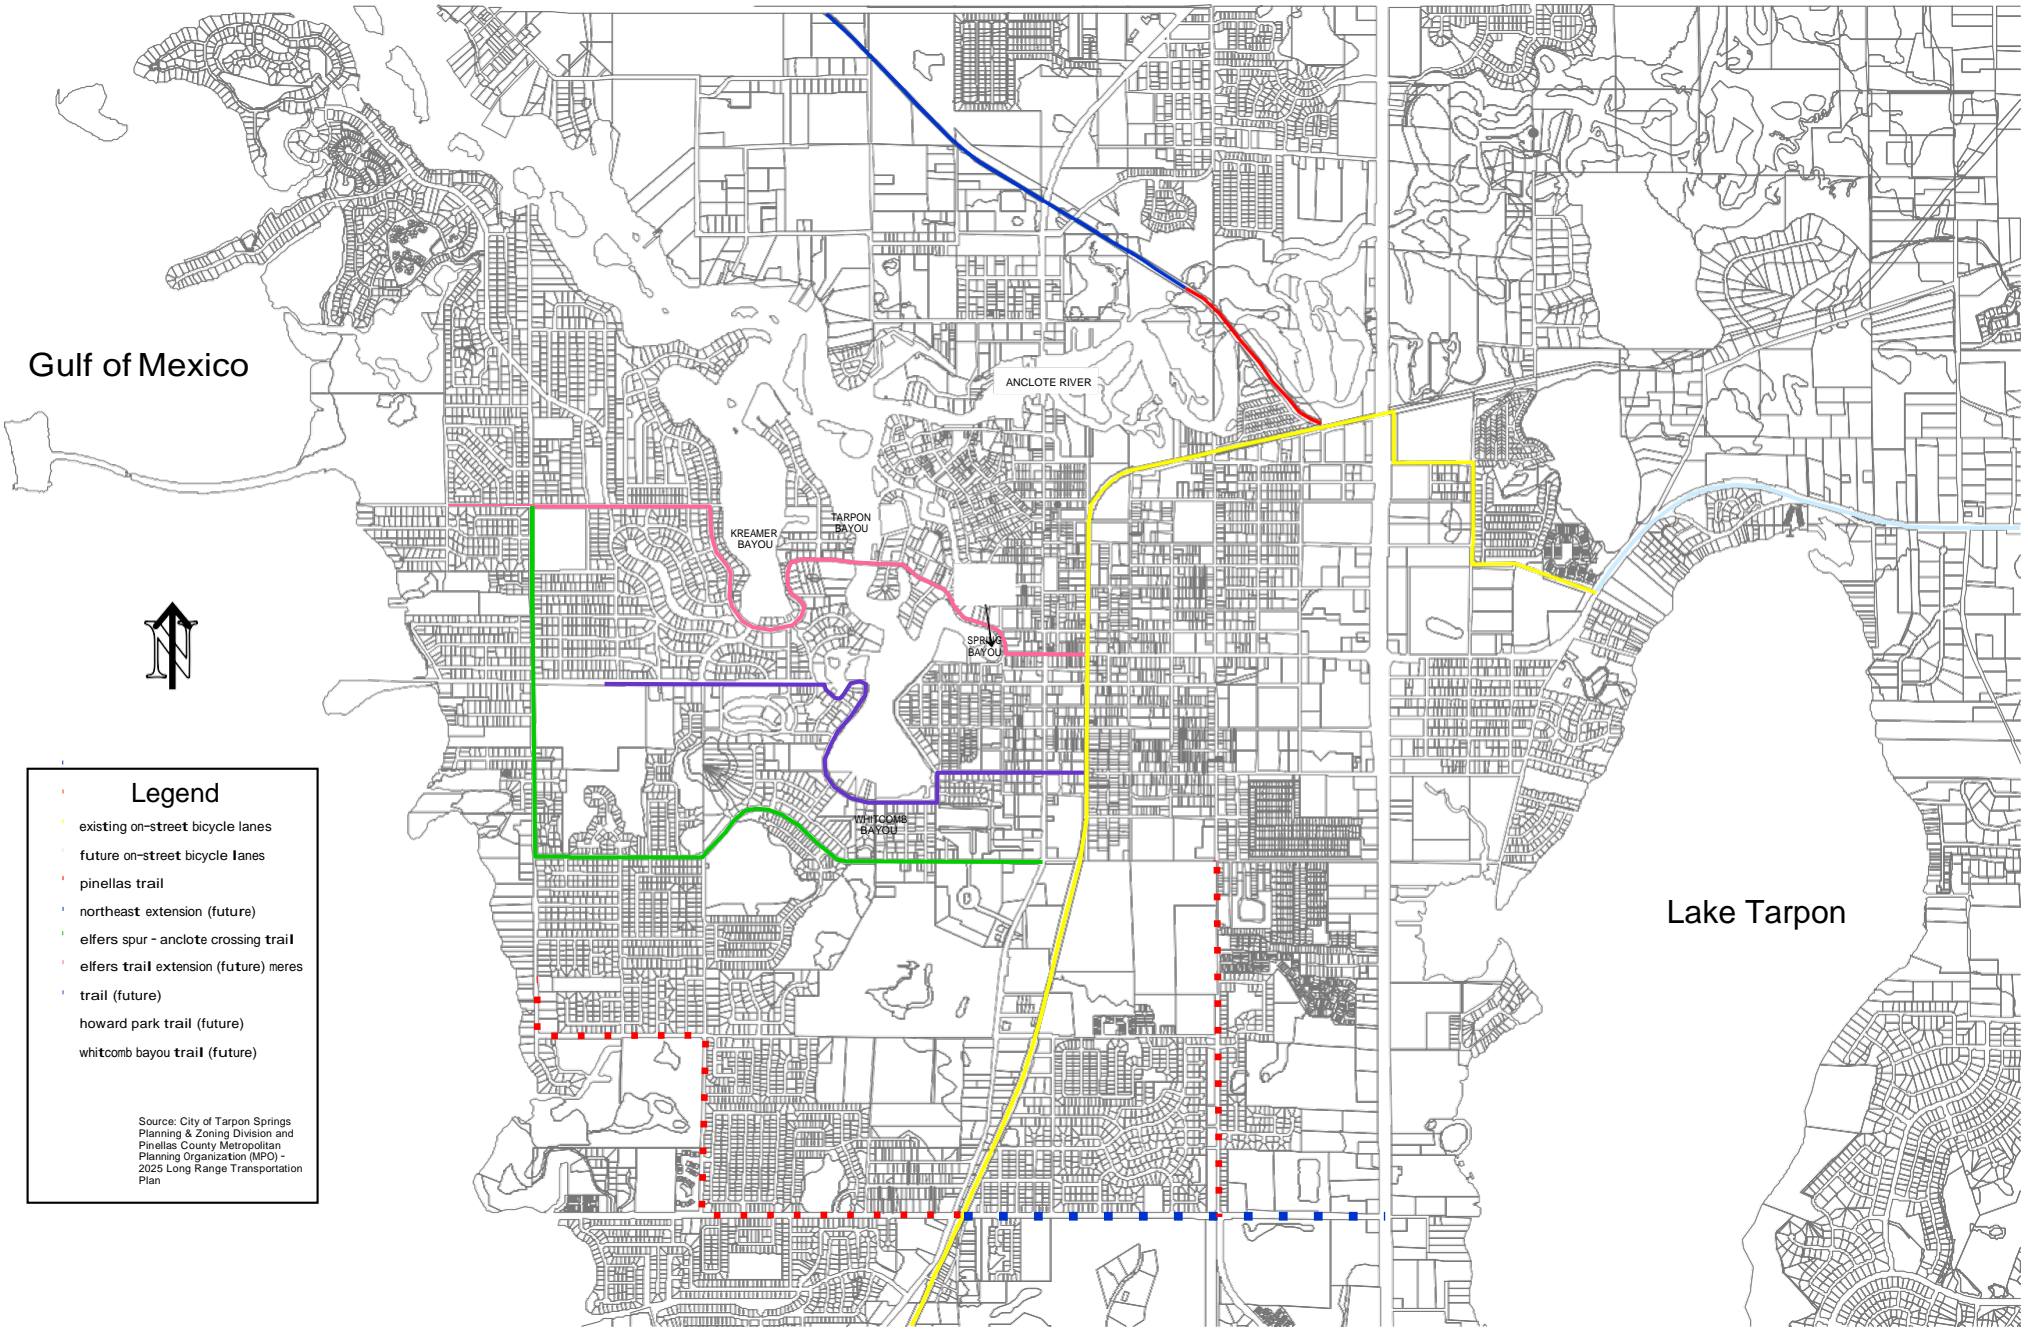 Gulf of Mexico
ANCLOTE RIVER
TARPON
BAYOU
KREAMER
BAYOU
SPRING
BAYOU
N
WHITCOMB
BAYOU
Lake Tarpon
Legend
existing on-street bicycle lanes
future on-street bicycle lanes
pinellas trail
northeast extension (future)
elfers spur - anclote crossing trail
elfers trail extension (future) meres
trail (future)
howard park trail (future)
whitcomb bayou trail (future)
Source: City of Tarpon Springs
Planning & Zoning Division and
Pinellas County Metropolitan
Planning Organization (MPO) -
2025 Long Range Transportation
Plan